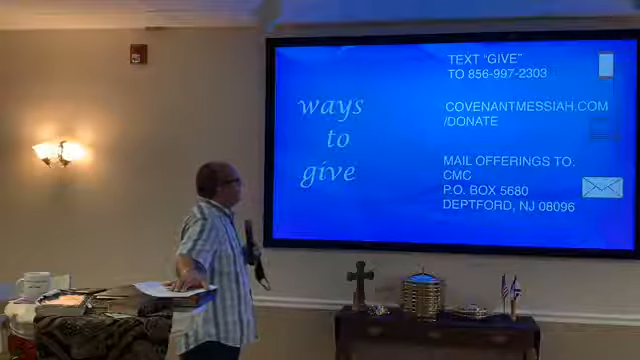 ways
to
give
TEXT "GIVE"
TO 856-997-2303
COVENANTMESSIAH.COM
/DONATE
MAIL OFFERINGS TO.
CMC
P.O. BOX 5680
DEPTFORD, NJ 08096